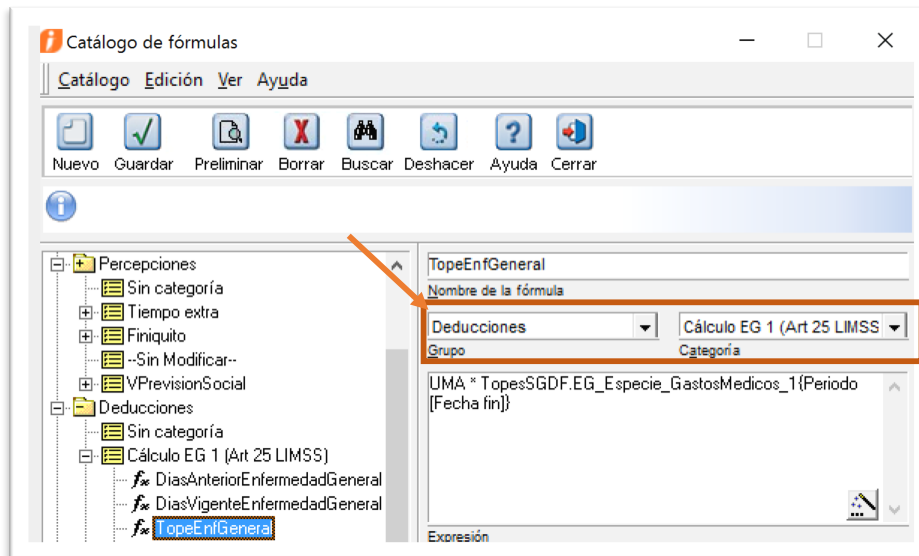 Catálogo de fórmulas
Catálogo Edición Ver Ayuda
Nuevo Guardar Preliminar Borrar Buscar Deshacer Ayuda Cerrar
Percepciones
Sin categoría
Tiempo extra
Finiquito
--Sin Modificar--
VPrevisionSocial
Deducciones
Sin categoría
Cálculo EG 1 (Art 25 LIMSS)
DiasAnteriorEnfermedadGeneral
DiasVigenteEnfermedadGeneral
TopeEnfGeneral
TopeEnfGeneral
Nombre de la fórmula
Deducciones
Cálculo EG 1 (Art 25 LIMSS
Grupo
Categoría
UMA * TopesSGDF.EG_Especie_GastosMedicos_1{Periodo
[Fecha fin]}
Expresión